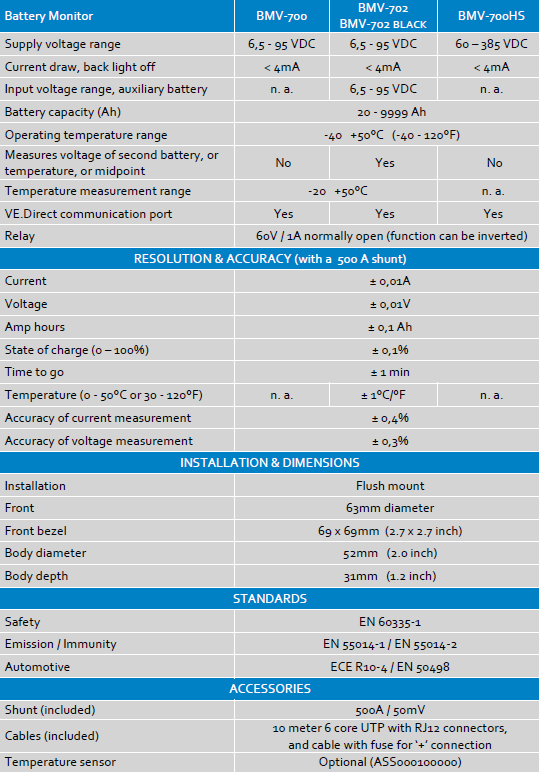 Battery Monitor BMV-700 BMV-702 BMV-702 BLACK BMV-700HS
Supply voltage range 6,5 - 95 VDC 6,5 - 95 VDC 60 – 385 VDC
Current draw, back light off < 4mA < 4mA < 4mA
Input voltage range, auxiliary battery n. a. 6,5 - 95 VDC n. a.
Battery capacity (Ah) 20 - 9999 Ah
Operating temperature range -40 +50°C (-40 - 120°F)
Measures voltage of second battery, or
temperature, or midpoint No Yes No
Temperature measurement range -20 +50°C n. a.
VE.Direct communication port Yes Yes Yes
Relay 60V / 1A normally open (function can be inverted)
RESOLUTION & ACCURACY (with a 500 A shunt)
Current ± 0,01A
Voltage ± 0,01V
Amp hours ± 0,1 Ah
State of charge (0 – 100%) ± 0,1%
Time to go ± 1 min
Temperature (0 - 50°C or 30 - 120°F) n. a. ± 1°C/°F n. a.
Accuracy of current measurement ± 0,4%
Accuracy of voltage measurement ± 0,3%
INSTALLATION & DIMENSIONS
Installation Flush mount
Front 63mm diameter
Front bezel 69 x 69mm (2.7 x 2.7 inch)
Body diameter 52mm (2.0 inch)
Body depth 31mm (1.2 inch)
STANDARDS
Safety EN 60335-1
Emission / Immunity EN 55014-1 / EN 55014-2
Automotive ECE R10-4 / EN 50498
ACCESSORIES
Shunt (included) 500A / 50mV
Cables (included) 10 meter 6 core UTP with RJ12 connectors,
and cable with fuse for ‘+’ connection
Temperature sensor Optional (ASS000100000)